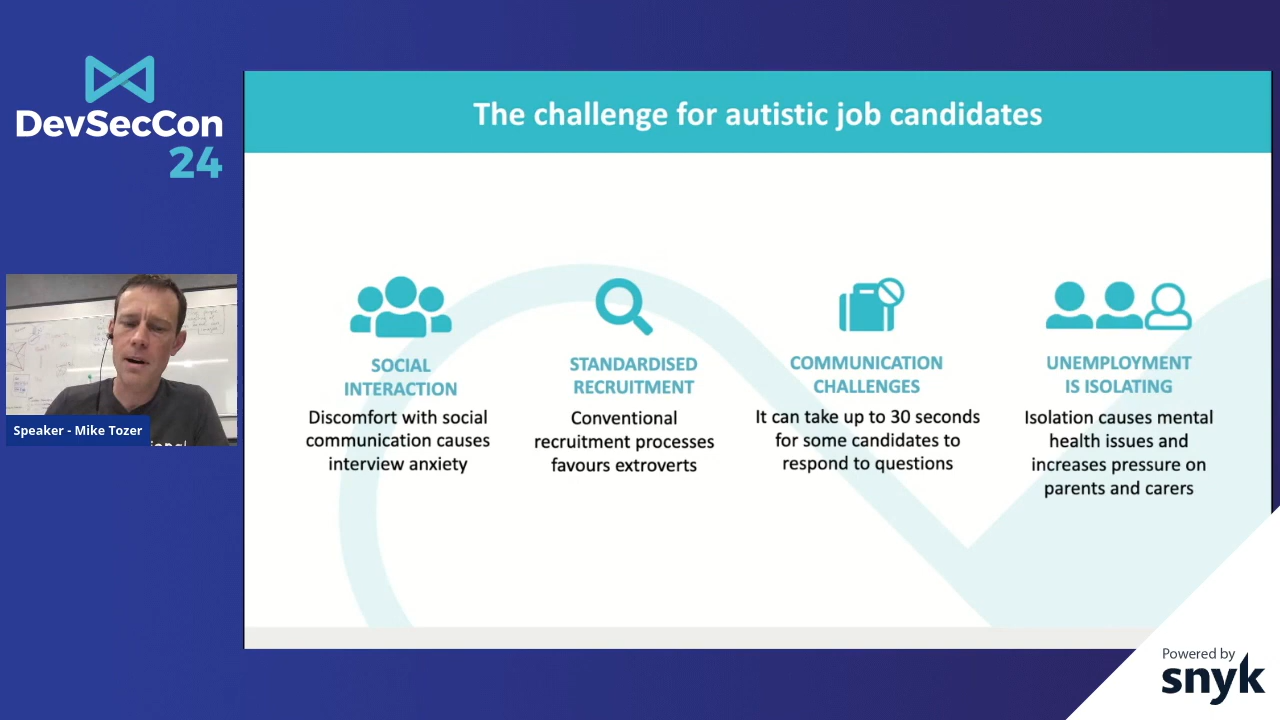 DevSecCon
24
The challenge for autistic job candidates
SOCIAL
INTERACTION
Discomfort with social
communication causes
interview anxiety
STANDARDISED
RECRUITMENT
Conventional
recruitment processes
favours extroverts
COMMUNICATION
CHALLENGES
It can take up to 30 seconds
for some candidates to
respond to questions
UNEMPLOYMENT
IS ISOLATING
Isolation causes mental
health issues and
increases pressure on
parents and carers
Speaker - Mike Tozer
Powered by
snyk